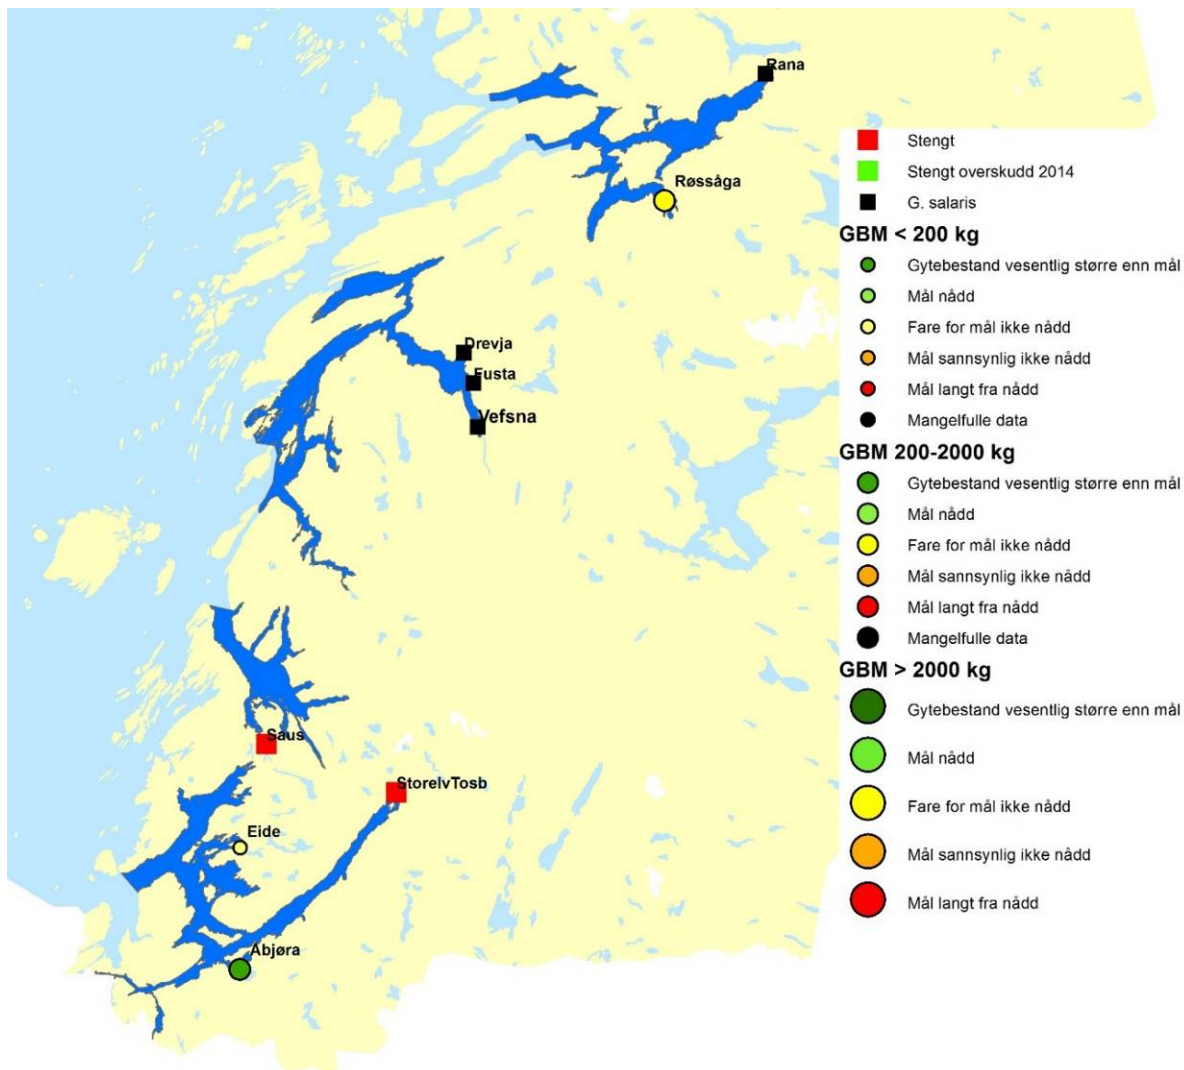 Rana
Røssåga
Drevja
Fusta
Vefsna
Saus
StorelvTosb
Eide
Åbjøra
Stengt
Stengt overskudd 2014
G. salaris
GBM < 200 kg
Gytebestand vesentlig større enn mål
Mål nådd
Fare for mål ikke nådd
Mål sannsynlig ikke nådd
Mål langt fra nådd
Mangelfulle data
GBM 200-2000 kg
Gytebestand vesentlig større enn mål
Mål nådd
Fare for mål ikke nådd
Mål sannsynlig ikke nådd
Mål langt fra nådd
Mangelfulle data
GBM > 2000 kg
Gytebestand vesentlig større enn mål
Mål nådd
Fare for mål ikke nådd
Mål sannsynlig ikke nådd
Mål langt fra nådd